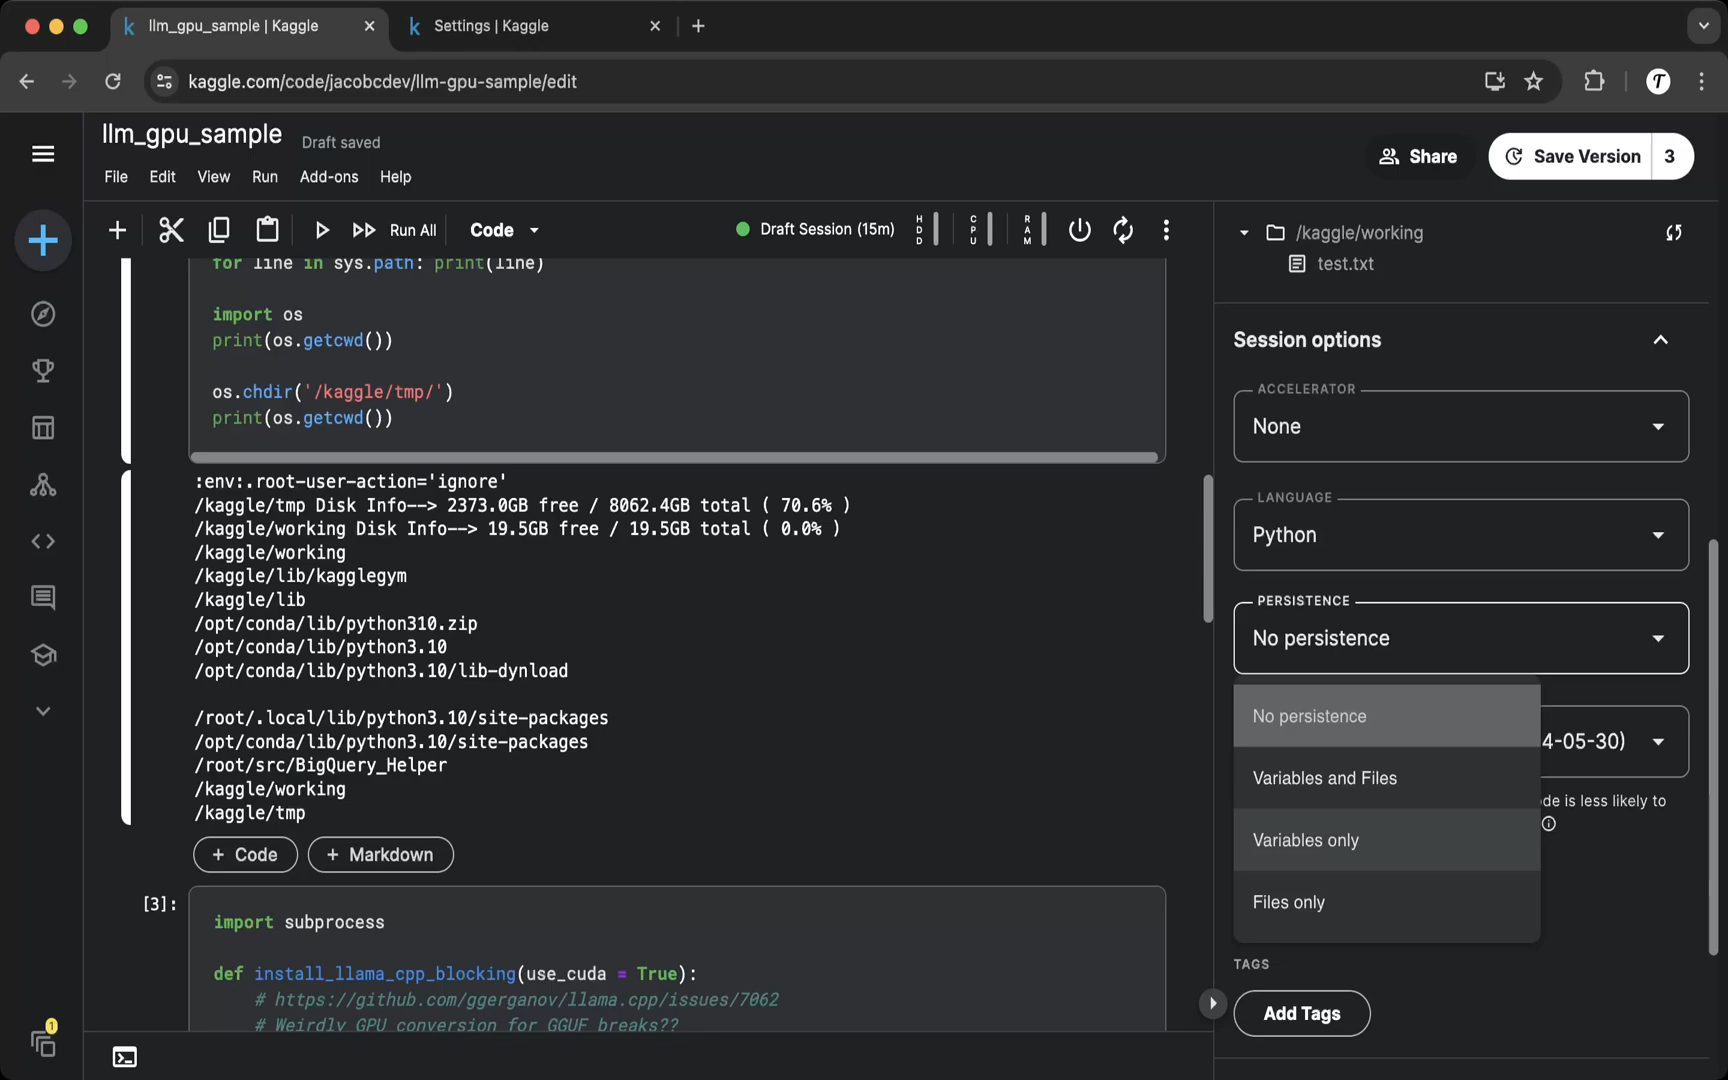 llm_gpu_sample | Kaggle
Settings | Kaggle
kaggle.com/code/jacobcdev/llm-gpu-sample/edit
T
llm_gpu_sample
Draft saved
File Edit View Run Add-ons Help
Share
Save Version 3
Run All
Code
Draft Session (15m)
HDD
CPU
RAM
for line in sys.path: print(line)
import os
print(os.getcwd())
os.chdir('/kaggle/tmp/')
print(os.getcwd())
:env:.root-user-action='ignore'
/kaggle/tmp Disk Info--> 2373.0GB free / 8062.4GB total ( 70.6% )
/kaggle/working Disk Info--> 19.5GB free / 19.5GB total ( 0.0% )
/kaggle/working
/kaggle/lib/kagglegym
/kaggle/lib
/opt/conda/lib/python310.zip
/opt/conda/lib/python3.10
/opt/conda/lib/python3.10/lib-dynload
/root/.local/lib/python3.10/site-packages
/opt/conda/lib/python3.10/site-packages
/root/src/BigQuery_Helper
/kaggle/working
/kaggle/tmp
+ Code
+ Markdown
[3]:
import subprocess
def install_llama_cpp_blocking(use_cuda = True):
# https://github.com/ggerganov/llama.cpp/issues/7062
# Weirdly GPU conversion for GGUF breaks??
1
/kaggle/working
test.txt
Session options
ACCELERATOR
None
LANGUAGE
Python
PERSISTENCE
No persistence
No persistence
Variables and Files
Variables only
Files only
4-05-30)
de is less likely to
TAGS
Add Tags